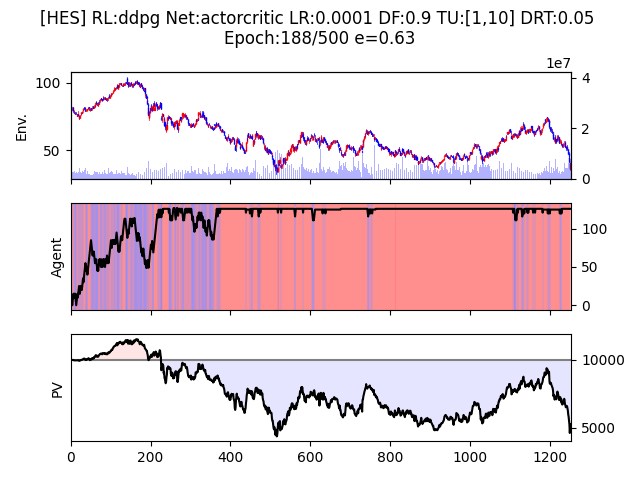 [HES] RL:ddpg Net:actorcritic LR:0.0001 DF:0.9 TU:[1,10] DRT:0.05
Epoch:188/500 e=0.63
1e7
100
50
Env.
4
2
0
Agent
100
50
0
PV
10000
5000
0 200 400 600 800 1000 1200